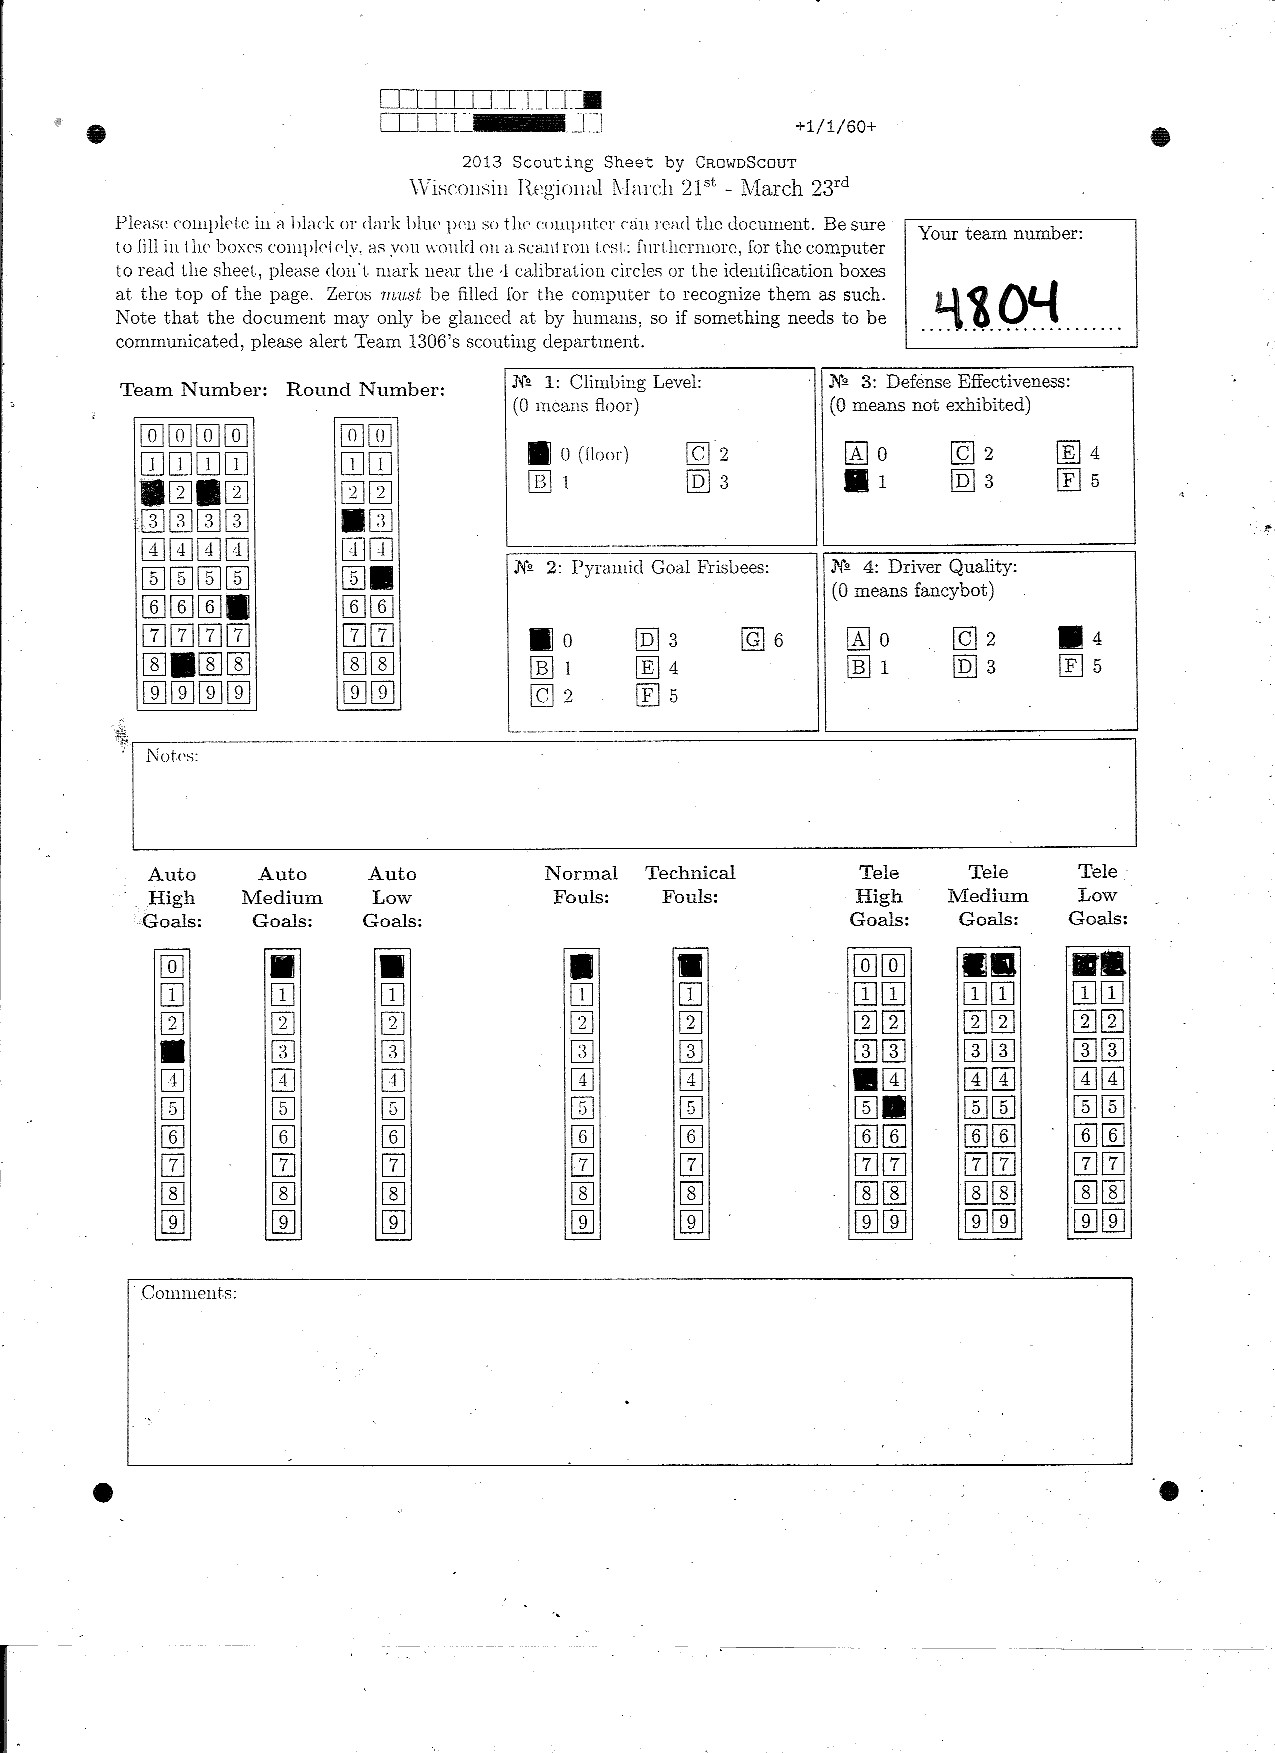 +1/1/60+
2013 Scouting Sheet by CROWDSCOUT
Wisconsin Regional March 21st - March 23rd
Please complete in a black or dark blue pen so the computer can read the document. Be sure
to fill in the boxes completely, as you would on a scantron test; furthermore, for the computer
to read the sheet, please don't mark near the 4 calibration circles or the identification boxes
at the top of the page. Zeros must be filled for the computer to recognize them as such.
Note that the document may only be glanced at by humans, so if something needs to be
communicated, please alert Team 1306's scouting department.
Your team number:
4804
Team Number: Round Number:
0 0 0 0 0 0
1 1 1 1 1 1
2 2 2 2
3 3 3 3 3
4 4 4 4 4 4
5 5 5 5 5
6 6 6 6 6
7 7 7 7 7 7
8 8 8 8 8
9 9 9 9 9 9
№ 1: Climbing Level:
(0 means floor)
0 (floor) C 2
B 1 D 3
№ 3: Defense Effectiveness:
(0 means not exhibited)
A 0 C 2 E 4
1 D 3 F 5
№ 2: Pyramid Goal Frisbees:
0 D 3 G 6
B 1 E 4
C 2 F 5
№ 4: Driver Quality:
(0 means fancybot)
A 0 C 2 4
B 1 D 3 F 5
Notes:
Auto High Goals:
Auto Medium Goals:
Auto Low Goals:
Normal Fouls:
Technical Fouls:
Tele High Goals:
Tele Medium Goals:
Tele Low Goals:
0 0 0
1 1 1 1 1 1 1 1 1 1 1
2 2 2 2 2 2 2 2 2 2 2
3 3 3 3 3 3 3 3 3 3
4 4 4 4 4 4 4 4 4 4
5 5 5 5 5 5 5 5 5 5
6 6 6 6 6 6 6 6 6 6 6
7 7 7 7 7 7 7 7 7 7 7
8 8 8 8 8 8 8 8 8 8 8
9 9 9 9 9 9 9 9 9 9 9
Comments: